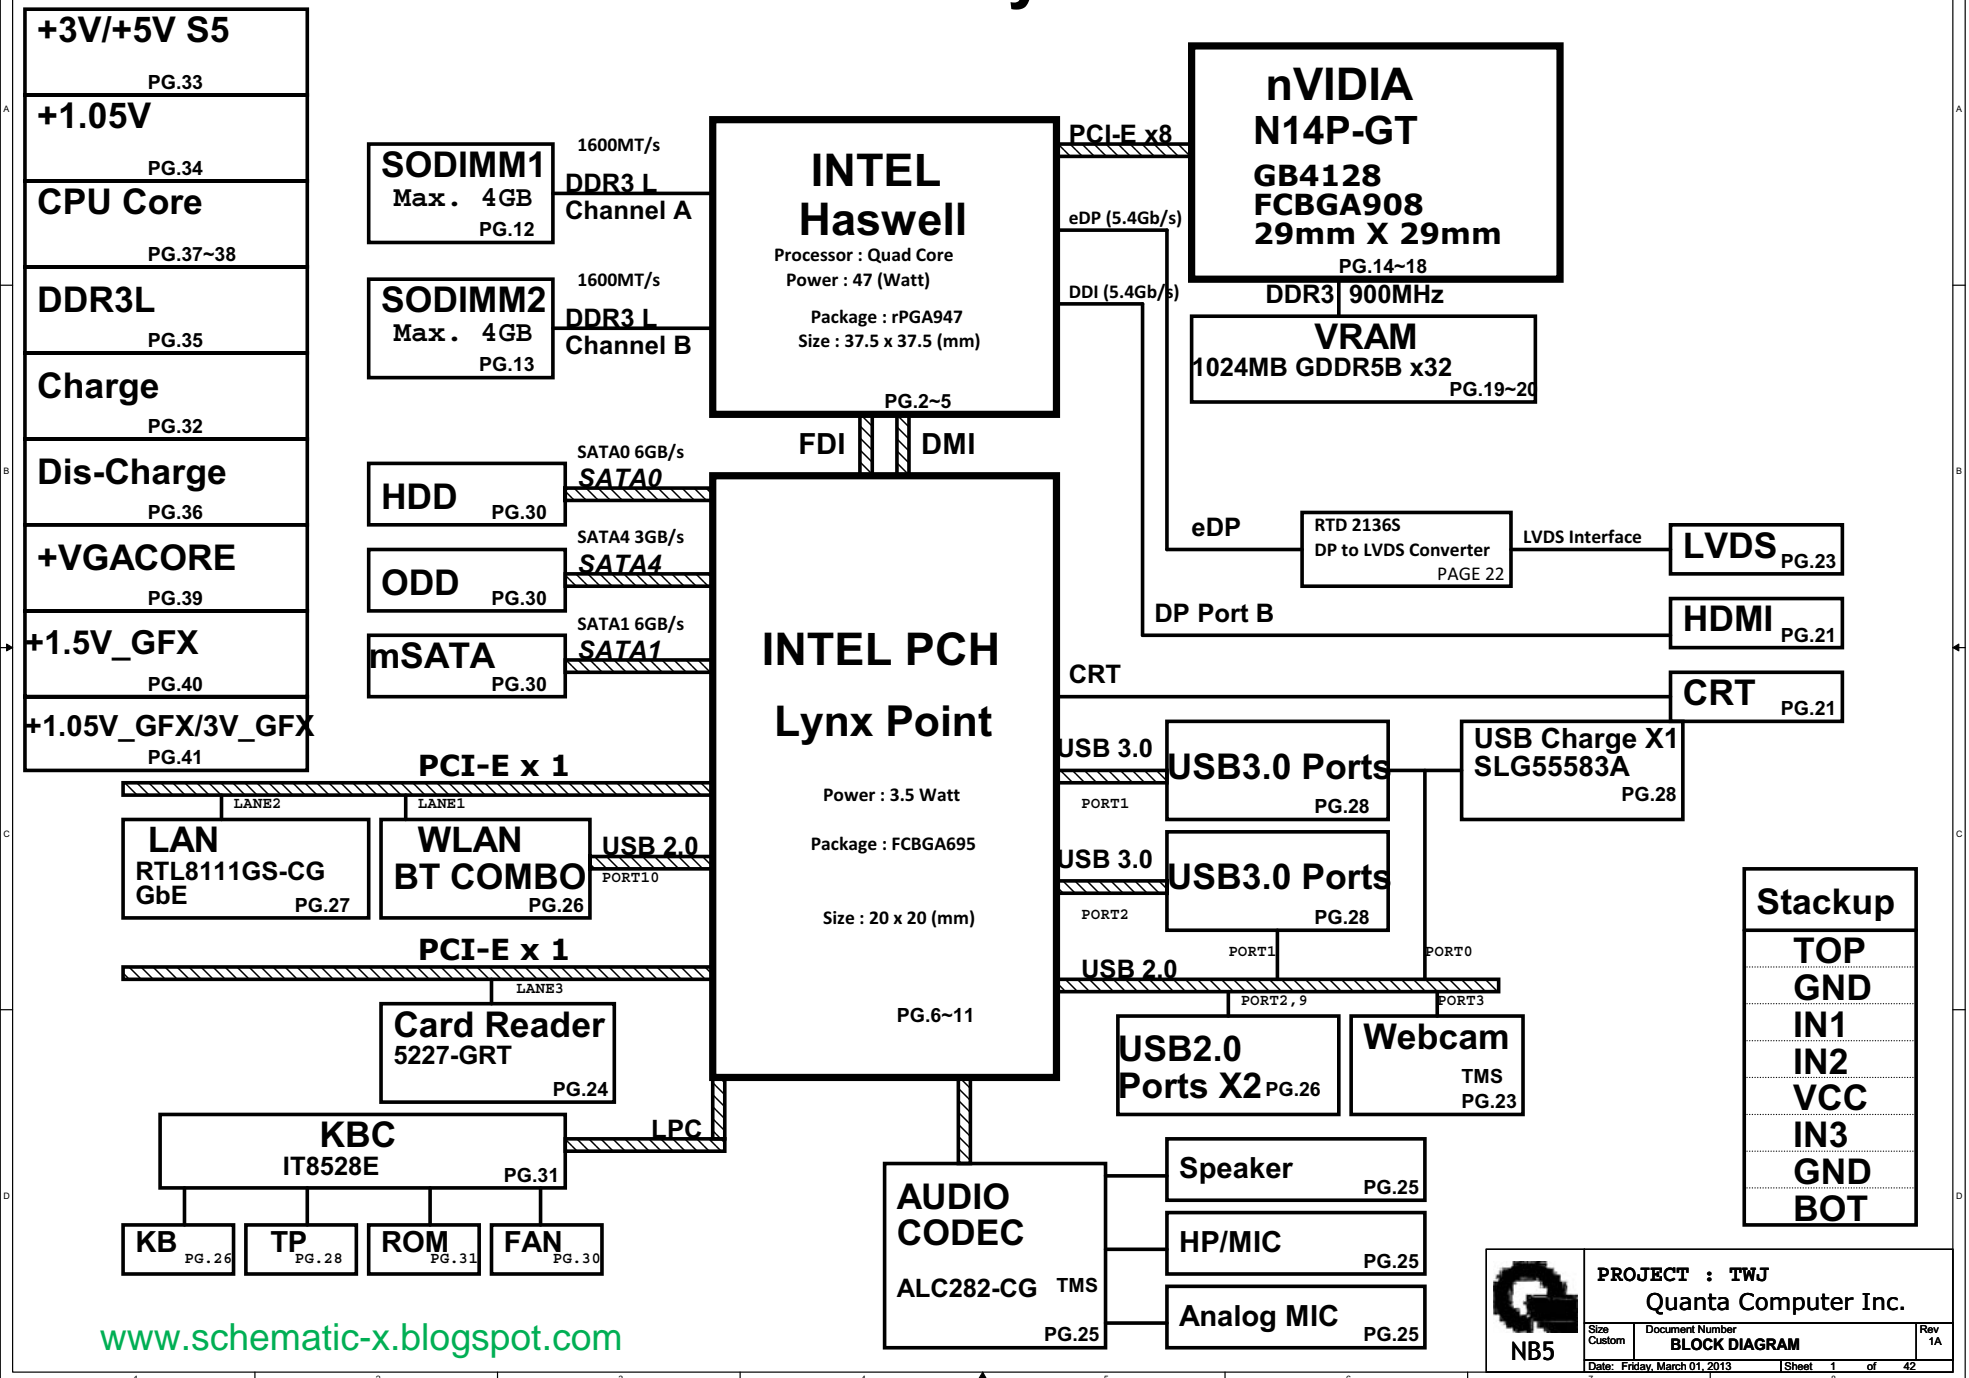 +3V/+5V S5
PG.33
+1.05V
PG.34
CPU Core
PG.37~38
DDR3L
PG.35
Charge
PG.32
Dis-Charge
PG.36
+VGACORE
PG.39
+1.5V_GFX
PG.40
+1.05V_GFX/3V_GFX
PG.41
SODIMM1
Max. 4GB
PG.12
1600MT/s
DDR3 L
Channel A
SODIMM2
Max. 4GB
PG.13
1600MT/s
DDR3 L
Channel B
INTEL
Haswell
Processor : Quad Core
Power : 47 (Watt)
Package : rPGA947
Size : 37.5 x 37.5 (mm)
PG.2~5
PCI-E x8
eDP (5.4Gb/s)
DDI (5.4Gb/s)
nVIDIA
N14P-GT
GB4128
FCBGA908
29mm X 29mm
PG.14~18
DDR3 900MHz
VRAM
1024MB GDDR5B x32
PG.19~20
FDI
DMI
HDD
PG.30
SATA0 6GB/s
SATA0
ODD
PG.30
SATA4 3GB/s
SATA4
mSATA
PG.30
SATA1 6GB/s
SATA1
INTEL PCH
Lynx Point
Power : 3.5 Watt
Package : FCBGA695
Size : 20 x 20 (mm)
PG.6~11
eDP
RTD 2136S
DP to LVDS Converter
PAGE 22
LVDS Interface
LVDS
PG.23
DP Port B
HDMI
PG.21
CRT
CRT
PG.21
USB 3.0
PORT1
USB3.0 Ports
PG.28
USB Charge X1
SLG55583A
PG.28
USB 3.0
PORT2
USB3.0 Ports
PG.28
PORT1
PORT0
USB 2.0
PORT2,9
PORT3
USB2.0
Ports X2
PG.26
Webcam
TMS
PG.23
PCI-E x 1
LANE2
LANE1
LAN
RTL8111GS-CG
GbE
PG.27
WLAN
BT COMBO
PG.26
USB 2.0
PORT10
PCI-E x 1
LANE3
Card Reader
5227-GRT
PG.24
LPC
KBC
IT8528E
PG.31
KB
PG.26
TP
PG.28
ROM
PG.31
FAN
PG.30
AUDIO
CODEC
ALC282-CG
TMS
PG.25
Speaker
PG.25
HP/MIC
PG.25
Analog MIC
PG.25
Stackup
TOP
GND
IN1
IN2
VCC
IN3
GND
BOT
www.schematic-x.blogspot.com
NB5
PROJECT : TWJ
Quanta Computer Inc.
Size
Custom
Document Number
BLOCK DIAGRAM
Rev
1A
Date: Friday, March 01, 2013
Sheet 1 of 42
A
B
C
D
A
B
C
D